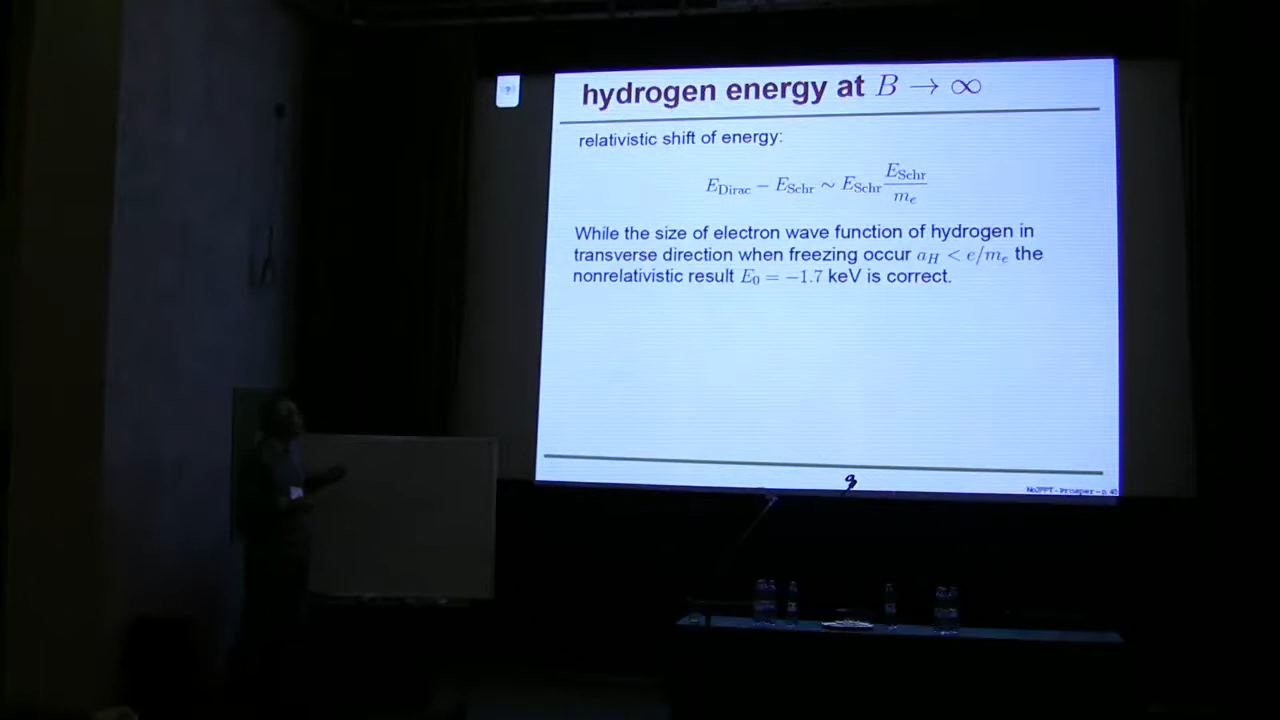 hydrogen energy at B → ∞
relativistic shift of energy:
E_Dirac − E_Schr ∼ E_Schr E_Schr/m_e
While the size of electron wave function of hydrogen in
transverse direction when freezing occur a_H < e/m_e the
nonrelativistic result E_0 = −1.7 keV is correct.